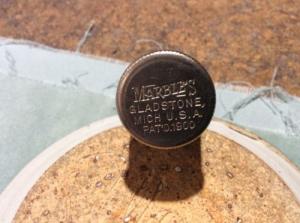 MARBLE'S
GLADSTONE,
MICH U.S.A.
PAT'D.1900